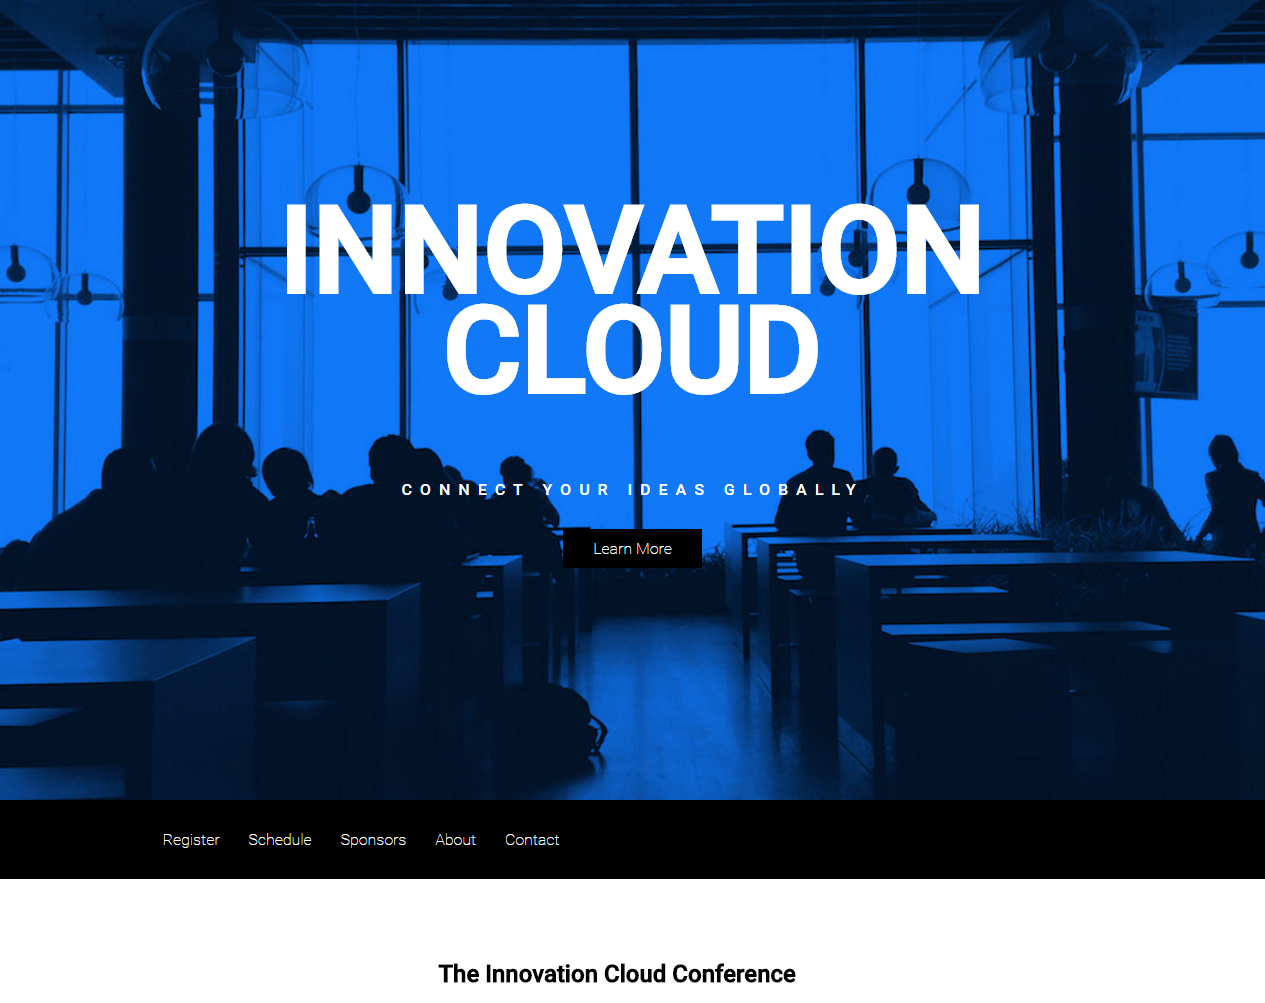 INNOVATION
CLOUD
CONNECT YOUR IDEAS GLOBALLY
Learn More
Register Schedule Sponsors About Contact
The Innovation Cloud Conference